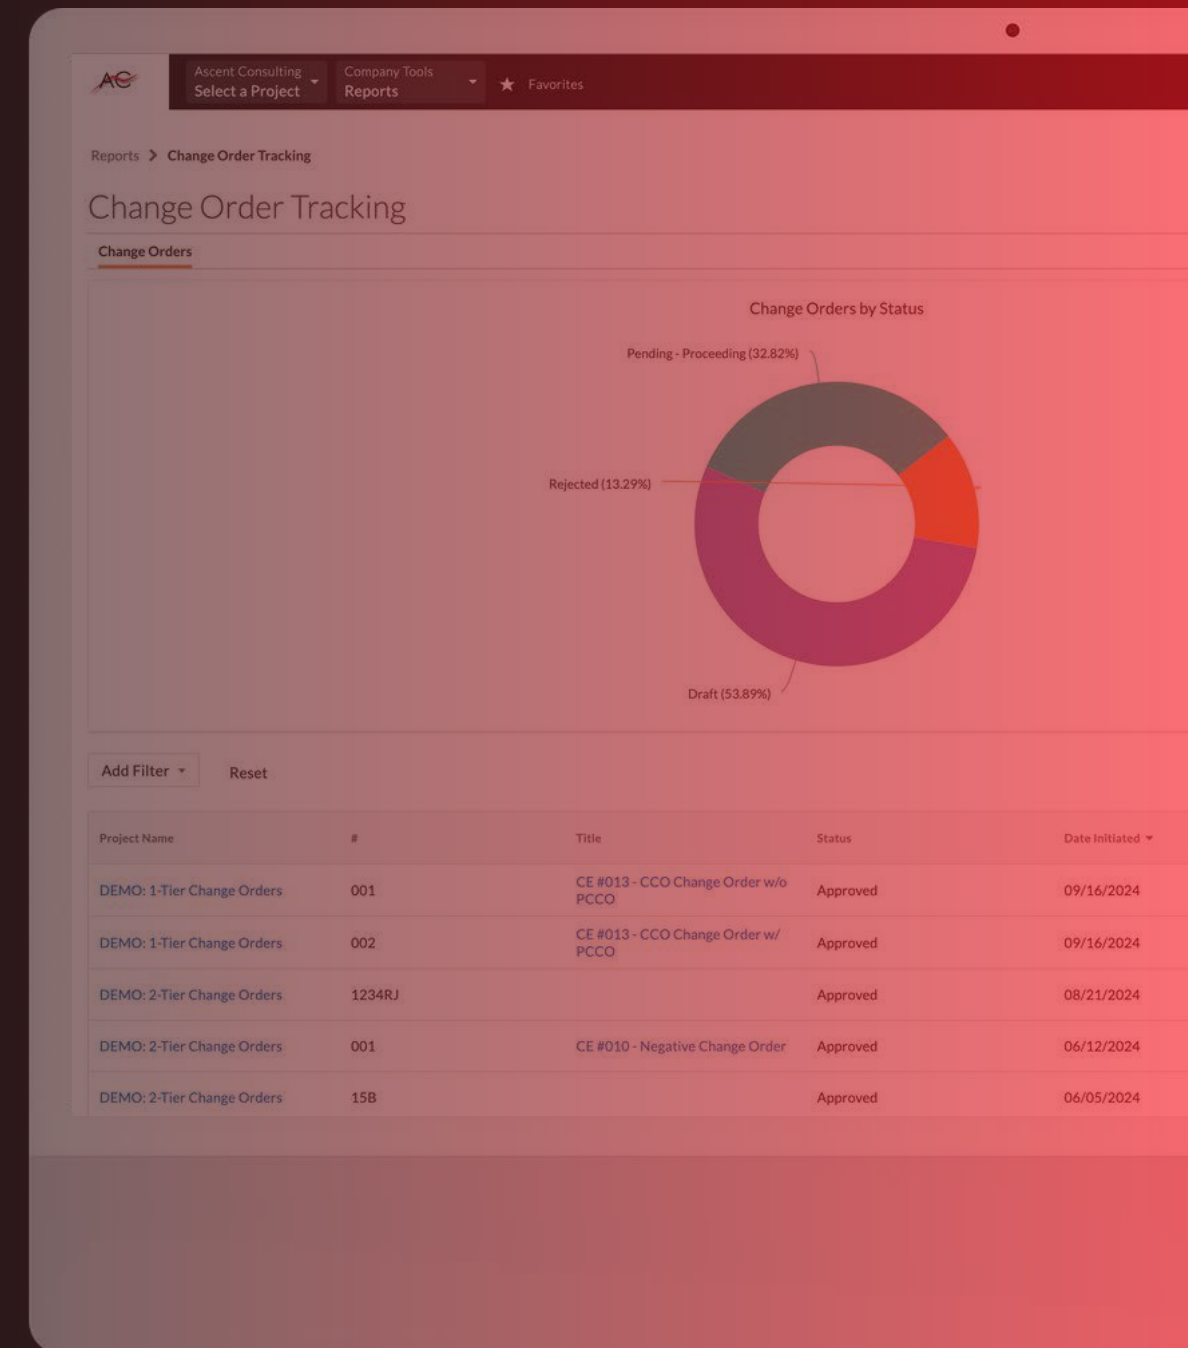 AC
Ascent Consulting
Select a Project
Company Tools
Reports
Favorites
Reports > Change Order Tracking
Change Order Tracking
Change Orders
Change Orders by Status
Pending - Proceeding (32.82%)
Rejected (13.29%)
Draft (53.89%)
Add Filter
Reset
Project Name # Title Status Date Initiated
DEMO: 1-Tier Change Orders 001 CE #013 - CCO Change Order w/o
PCCO Approved 09/16/2024
DEMO: 1-Tier Change Orders 002 CE #013 - CCO Change Order w/
PCCO Approved 09/16/2024
DEMO: 2-Tier Change Orders 1234RJ Approved 08/21/2024
DEMO: 2-Tier Change Orders 001 CE #010 - Negative Change Order Approved 06/12/2024
DEMO: 2-Tier Change Orders 15B Approved 06/05/2024